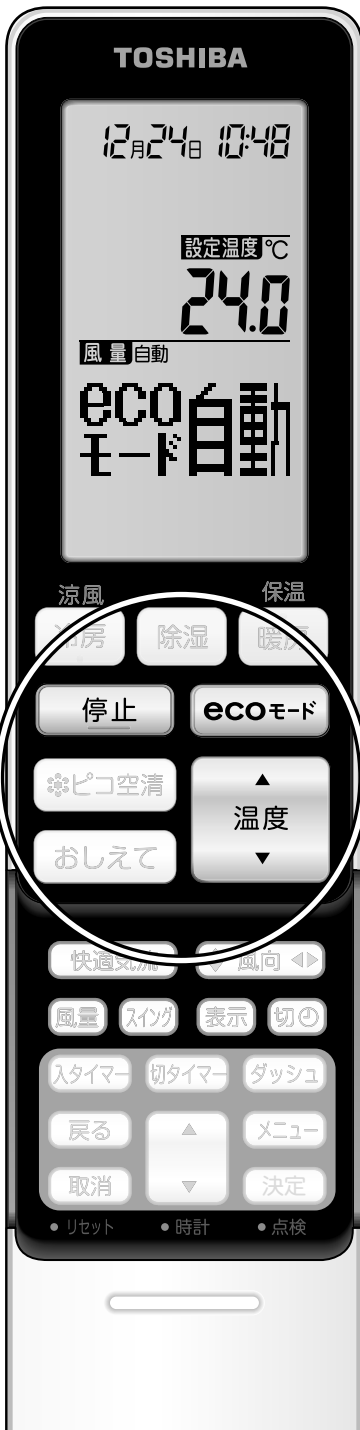 TOSHIBA
12月24日 10:48
設定温度 ℃
24.0
風量 自動
eco
モード 自動
涼風 保温
冷房 除湿 暖房
停止 ecoモード
ピコ空清
▲
温度
▼
おしえて
快適気流 風向
風量 スイング 表示 切
入タイマー 切タイマー ダッシュ
戻る ▲ メニュー
取消 ▼ 決定
● リセット ● 時計 ● 点検